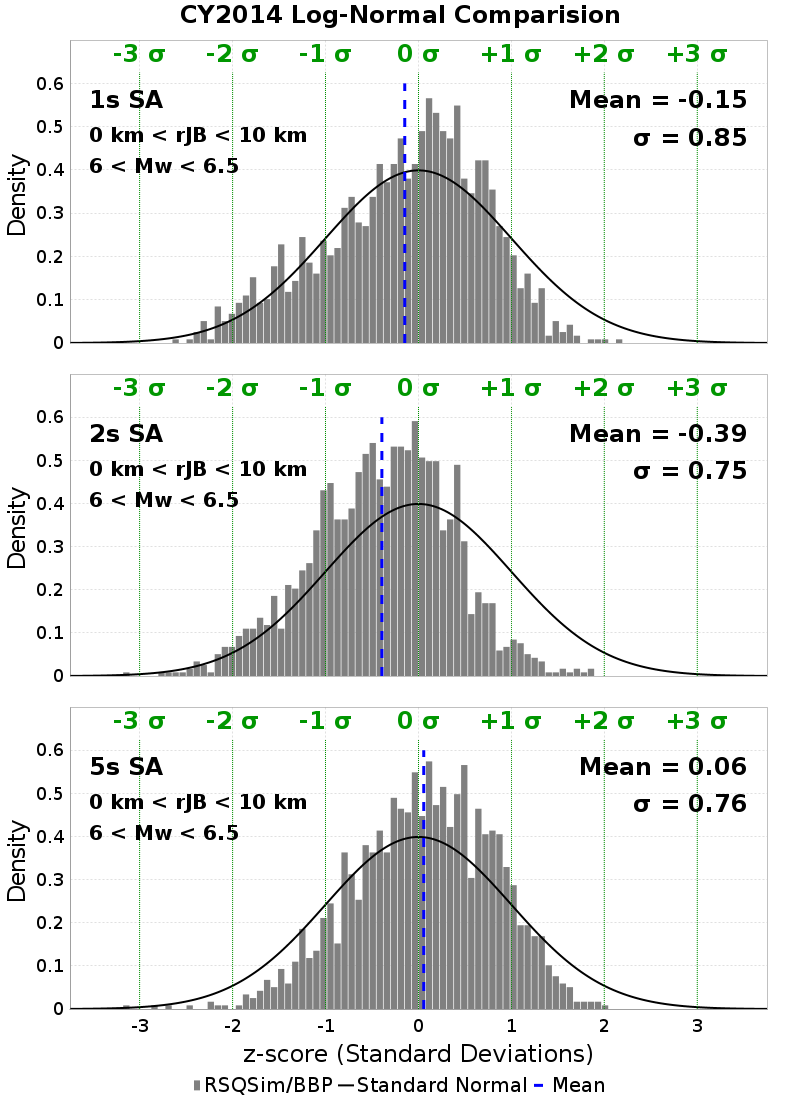 CY2014 Log-Normal Comparision
-3 σ -2 σ -1 σ 0 σ +1 σ +2 σ +3 σ
1s SA
0 km < rJB < 10 km
6 < Mw < 6.5
Mean = -0.15
σ = 0.85
0.6
0.5
0.4
0.3
0.2
0.1
0
Density
-3 σ -2 σ -1 σ 0 σ +1 σ +2 σ +3 σ
2s SA
0 km < rJB < 10 km
6 < Mw < 6.5
Mean = -0.39
σ = 0.75
0.6
0.5
0.4
0.3
0.2
0.1
0
Density
-3 σ -2 σ -1 σ 0 σ +1 σ +2 σ +3 σ
5s SA
0 km < rJB < 10 km
6 < Mw < 6.5
Mean = 0.06
σ = 0.76
0.6
0.5
0.4
0.3
0.2
0.1
0
Density
-3 -2 -1 0 1 2 3
z-score (Standard Deviations)
RSQSim/BBP Standard Normal Mean